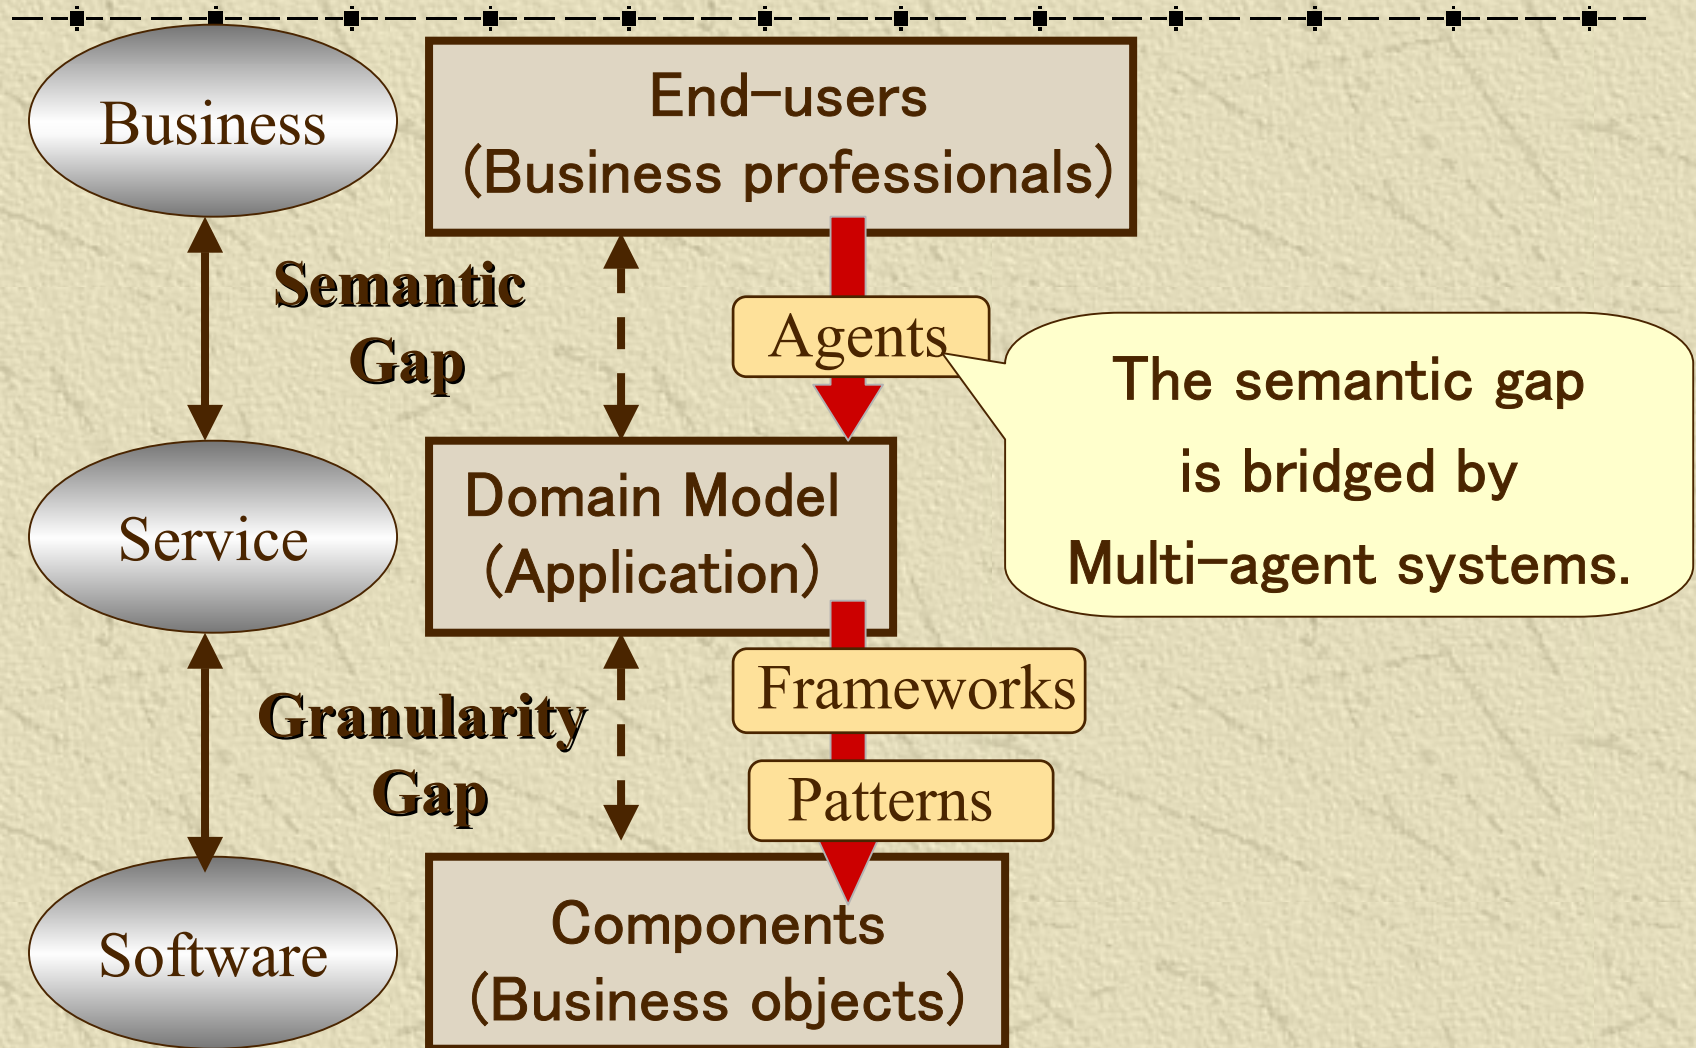 Business
End-users
(Business professionals)
Semantic
Gap
Agents
The semantic gap
is bridged by
Multi-agent systems.
Service
Domain Model
(Application)
Granularity
Gap
Frameworks
Patterns
Software
Components
(Business objects)